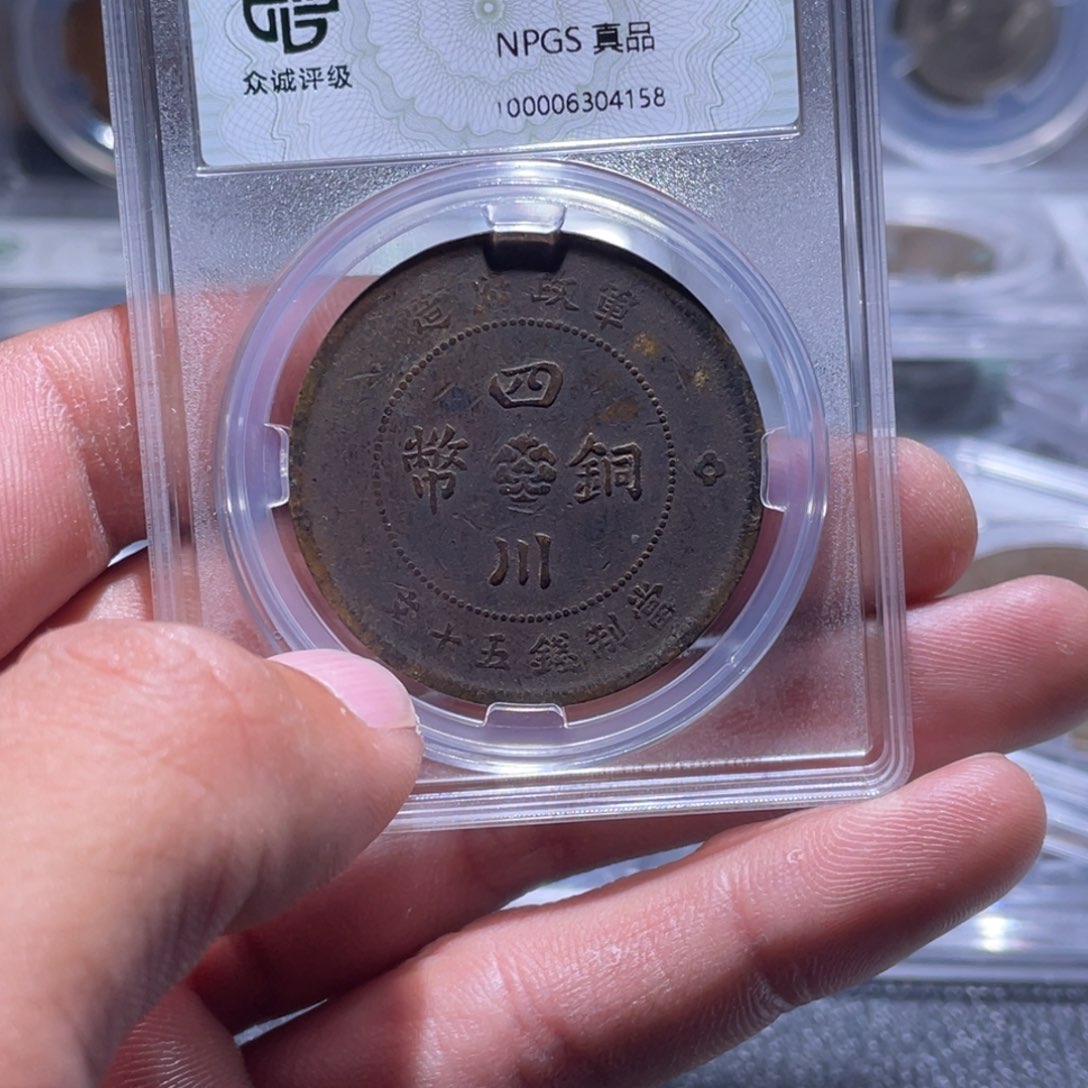 众诚评级
NPGS 真品
100006304158
軍政府造
四川
銅幣
當制錢五十文